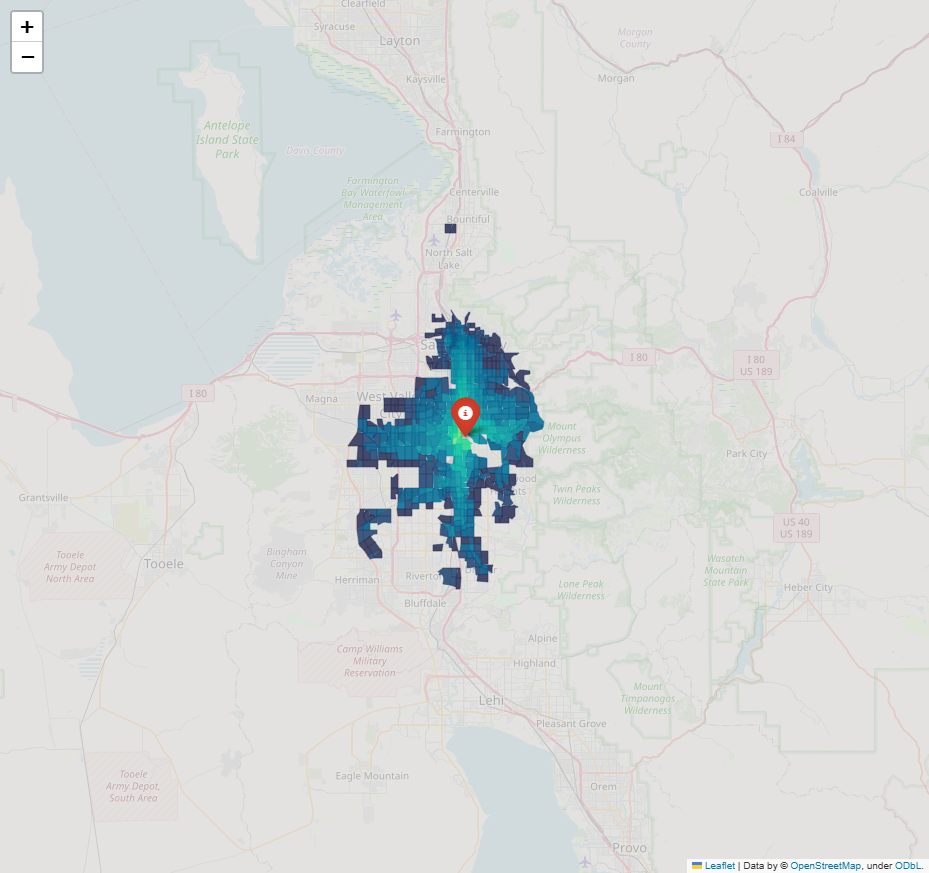 Clearfield
Syracuse
Layton
Morgan
County
Kaysville
Morgan
Antelope
Island State
Park
Farmington
I 84
Davis County
Farmington
Bay Waterfowl
Management
Area
Centerville
Coalville
Bountiful
North Salt
Lake
I 80
I 80
US 189
I 80
Magna
West Vall
City
Mount
Olympus
Wilderness
Park City
Twin Peaks
Wilderness
Grantsville
US 40
US 189
Tooele
Army Depot
North Area
Bingham
Canyon
Mine
Tooele
Wasatch
Mountain
State Park
Herriman
Riverto
Lone Peak
Wilderness
Heber City
Bluffdale
Alpine
Camp Williams
Military
Reservation
Highland
Lehi
Mount
Timpanogos
Wilderness
Pleasant Grove
Eagle Mountain
Tooele
Army Depot,
South Area
Orem
Provo
+
−
Leaflet | Data by © OpenStreetMap, under ODbL.